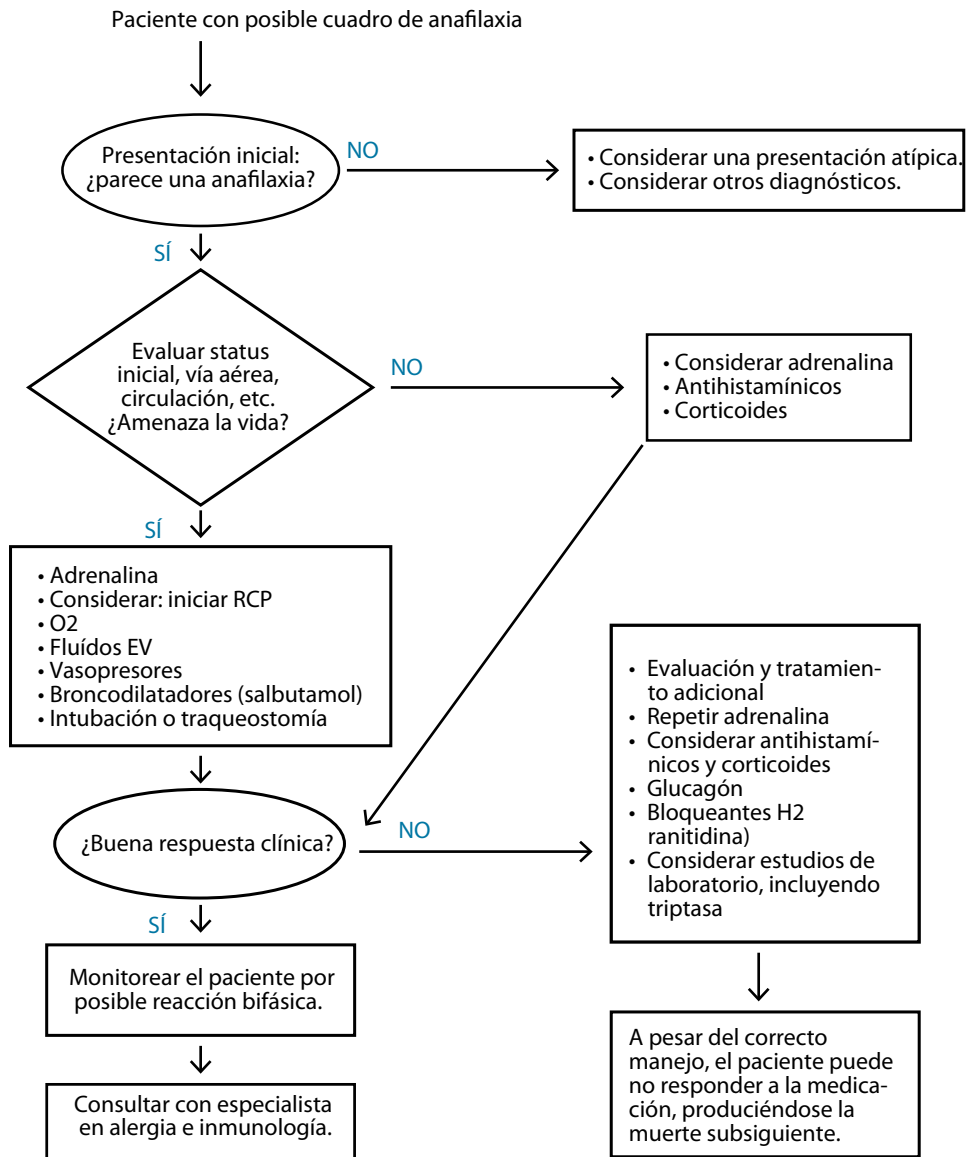 Paciente con posible cuadro de anafilaxia
Presentación inicial:
¿parece una anafilaxia?
NO
• Considerar una presentación atípica.
• Considerar otros diagnósticos.
SÍ
Evaluar status
inicial, vía aérea,
circulación, etc.
¿Amenaza la vida?
NO
• Considerar adrenalina
• Antihistamínicos
• Corticoides
SÍ
• Adrenalina
• Considerar: iniciar RCP
• O2
• Fluídos EV
• Vasopresores
• Broncodilatadores (salbutamol)
• Intubación o traqueostomía
¿Buena respuesta clínica?
NO
• Evaluación y tratamien-
to adicional
• Repetir adrenalina
• Considerar antihistamí-
nicos y corticoides
• Glucagón
• Bloqueantes H2
ranitidina)
• Considerar estudios de
laboratorio, incluyendo
triptasa
SÍ
Monitorear el paciente por
posible reacción bifásica.
Consultar con especialista
en alergia e inmunología.
A pesar del correcto
manejo, el paciente puede
no responder a la medica-
ción, produciéndose la
muerte subsiguiente.